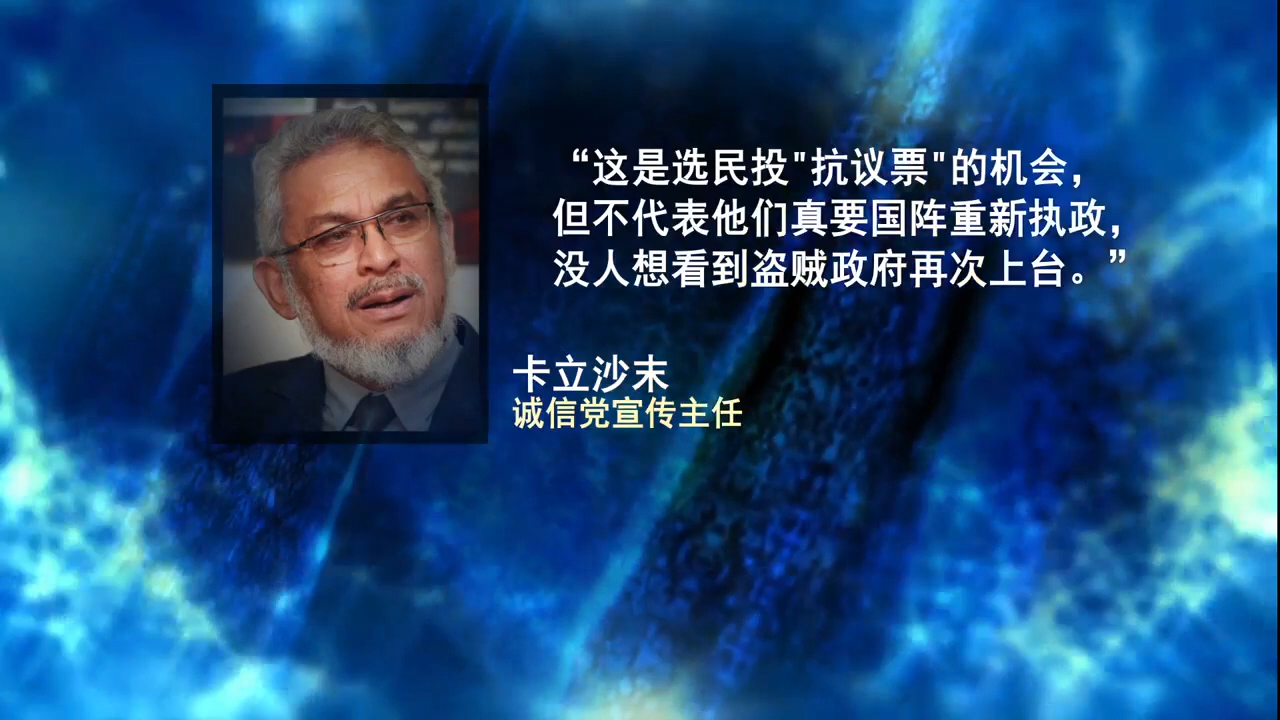 “这是选民投"抗议票"的机会，
但不代表他们真要国阵重新执政，
没人想看到盗贼政府再次上台。”
卡立沙末
诚信党宣传主任